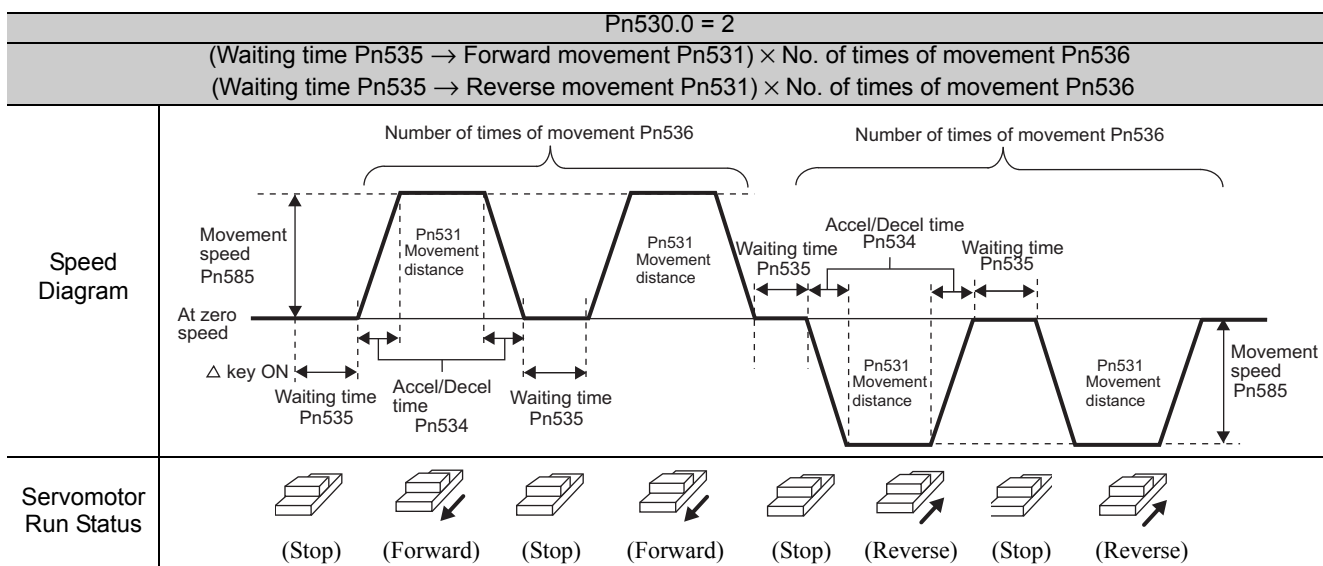 Pn530.0 = 2
(Waiting time Pn535 → Forward movement Pn531) × No. of times of movement Pn536
(Waiting time Pn535 → Reverse movement Pn531) × No. of times of movement Pn536
Speed
Diagram
Number of times of movement Pn536
Number of times of movement Pn536
Movement
speed
Pn585
Pn531
Movement
distance
Pn531
Movement
distance
Waiting time
Pn535
Accel/Decel time
Pn534
Waiting time
Pn535
At zero
speed
△ key ON
Waiting time
Pn535
Accel/Decel
time
Pn534
Waiting time
Pn535
Pn531
Movement
distance
Pn531
Movement
distance
Movement
speed
Pn585
Servomotor
Run Status
(Stop) (Forward) (Stop) (Forward) (Stop) (Reverse) (Stop) (Reverse)